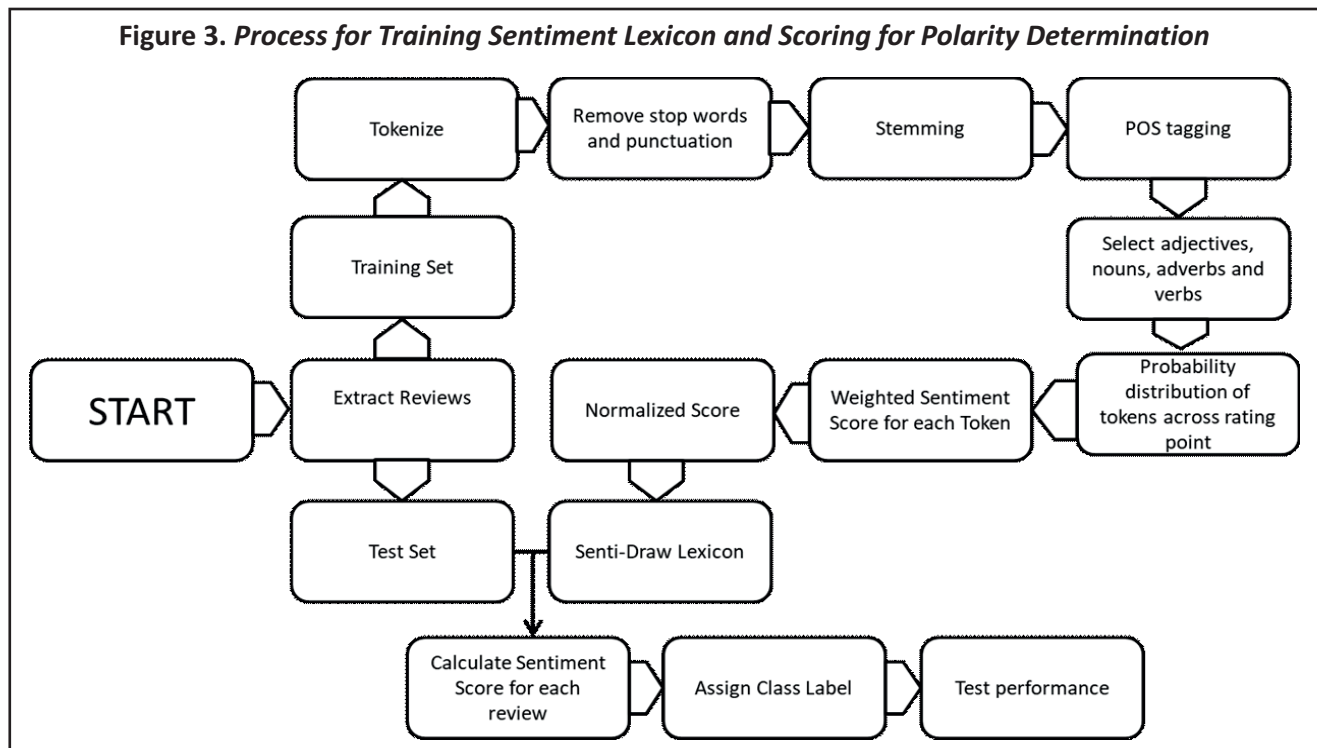 Figure 3. Process for Training Sentiment Lexicon and Scoring for Polarity Determination
Tokenize
Remove stop words
and punctuation
Stemming
POS tagging
Training Set
Select adjectives,
nouns, adverbs and
verbs
START
Extract Reviews
Normalized Score
Weighted Sentiment
Score for each Token
Probability
distribution of
tokens across rating
point
Test Set
Senti-Draw Lexicon
Calculate Sentiment
Score for each
review
Assign Class Label
Test performance